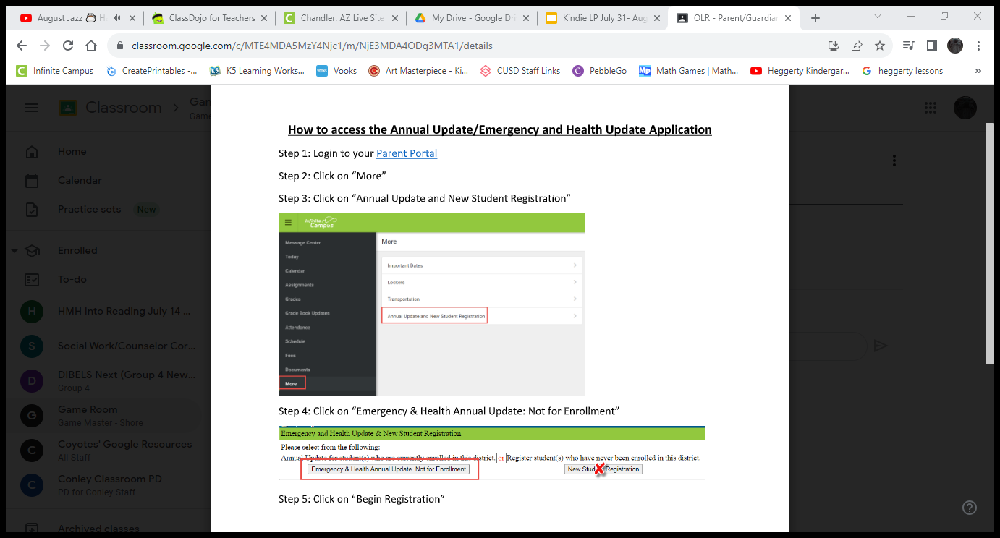 August Jazz
ClassDojo for Teachers
Chandler, AZ Live Site
My Drive - Google Dri
Kindie LP July 31- Aug
OLR - Parent/Guardian
classroom.google.com/c/MTE4MDA5MzY4Njc1/m/NjE3MDA4ODg3MTA1/details
Infinite Campus
CreatePrintables -...
K5 Learning Works...
Vooks
Art Masterpiece - Ki...
CUSD Staff Links
PebbleGo
Math Games | Math...
Heggerty Kindergar...
heggerty lessons
»
Classroom
Gam
Game
Home
Calendar
Practice sets New
Enrolled
To-do
H HMH Into Reading July 14 ...
S Social Work/Counselor Cor...
D DIBELS Next (Group 4 New...
Group 4
G Game Room
Game Master - Shore
C Coyotes' Google Resources
All Staff
C Conley Classroom PD
PD for Conley Staff
Archived classes
How to access the Annual Update/Emergency and Health Update Application
Step 1: Login to your Parent Portal
Step 2: Click on “More”
Step 3: Click on “Annual Update and New Student Registration”
Infinite Campus
Message Center
Today
Calendar
Assignments
Grades
Grade Book Updates
Attendance
Schedule
Fees
Documents
More
More
Important Dates
Lockers
Transportation
Annual Update and New Student Registration
Step 4: Click on “Emergency & Health Annual Update: Not for Enrollment”
Emergency and Health Update & New Student Registration
Please select from the following:
Annual Update for student(s) who are currently enrolled in this district. or Register student(s) who have never been enrolled in this district.
Emergency & Health Annual Update. Not for Enrollment
New Student Registration
Step 5: Click on “Begin Registration”